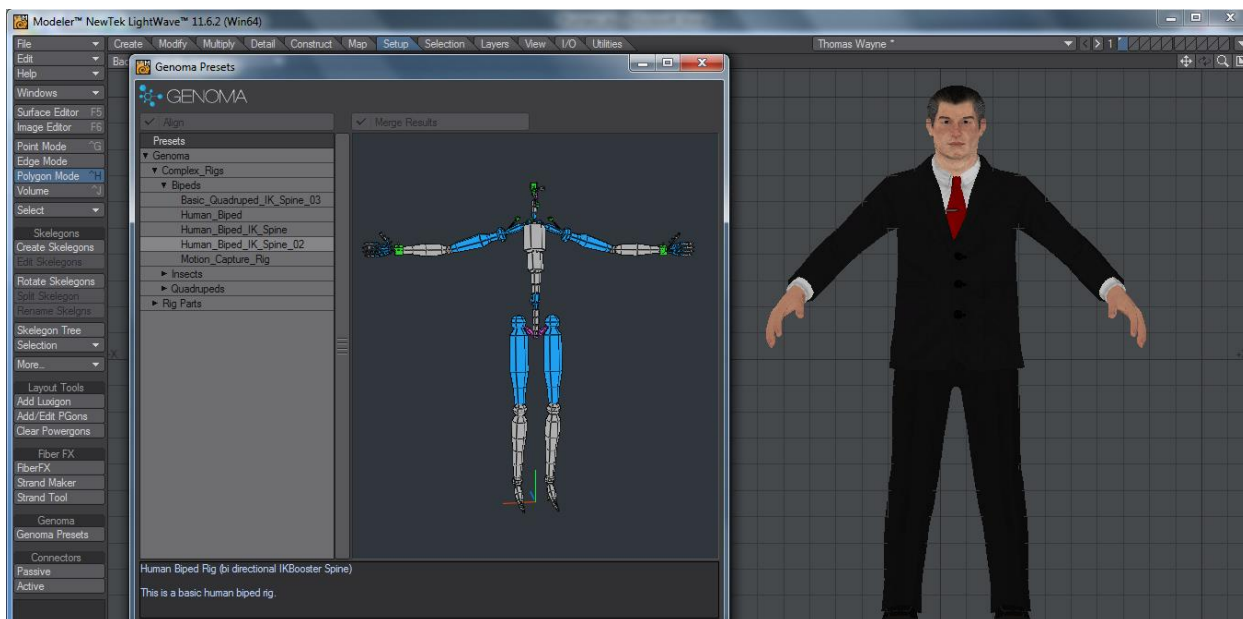 Modeler™ NewTek LightWave™ 11.6.2 (Win64)
File
Create Modify Multiply Detail Construct Map Setup Selection Layers View I/O Utilities
Thomas Wayne *
1
Edit
Help
Windows
Surface Editor F5
Image Editor F6
Point Mode ^G
Edge Mode
Polygon Mode ^H
Volume ^J
Select
Skelegons
Create Skelegons
Edit Skelegons
Rotate Skelegons
Split Skelegon
Rename Skelgns
Skelegon Tree
Selection
More...
Layout Tools
Add Luxigon
Add/Edit PGons
Clear Powergons
Fiber FX
FiberFX
Strand Maker
Strand Tool
Genoma
Genoma Presets
Connectors
Passive
Active
Genoma Presets
GENOMA
Align
Merge Results
Presets
Genoma
Complex_Rigs
Bipeds
Basic_Quadruped_IK_Spine_03
Human_Biped
Human_Biped_IK_Spine
Human_Biped_IK_Spine_02
Motion_Capture_Rig
Insects
Quadrupeds
Rig Parts
Human Biped Rig (bi directional IKBooster Spine)
This is a basic human biped rig.